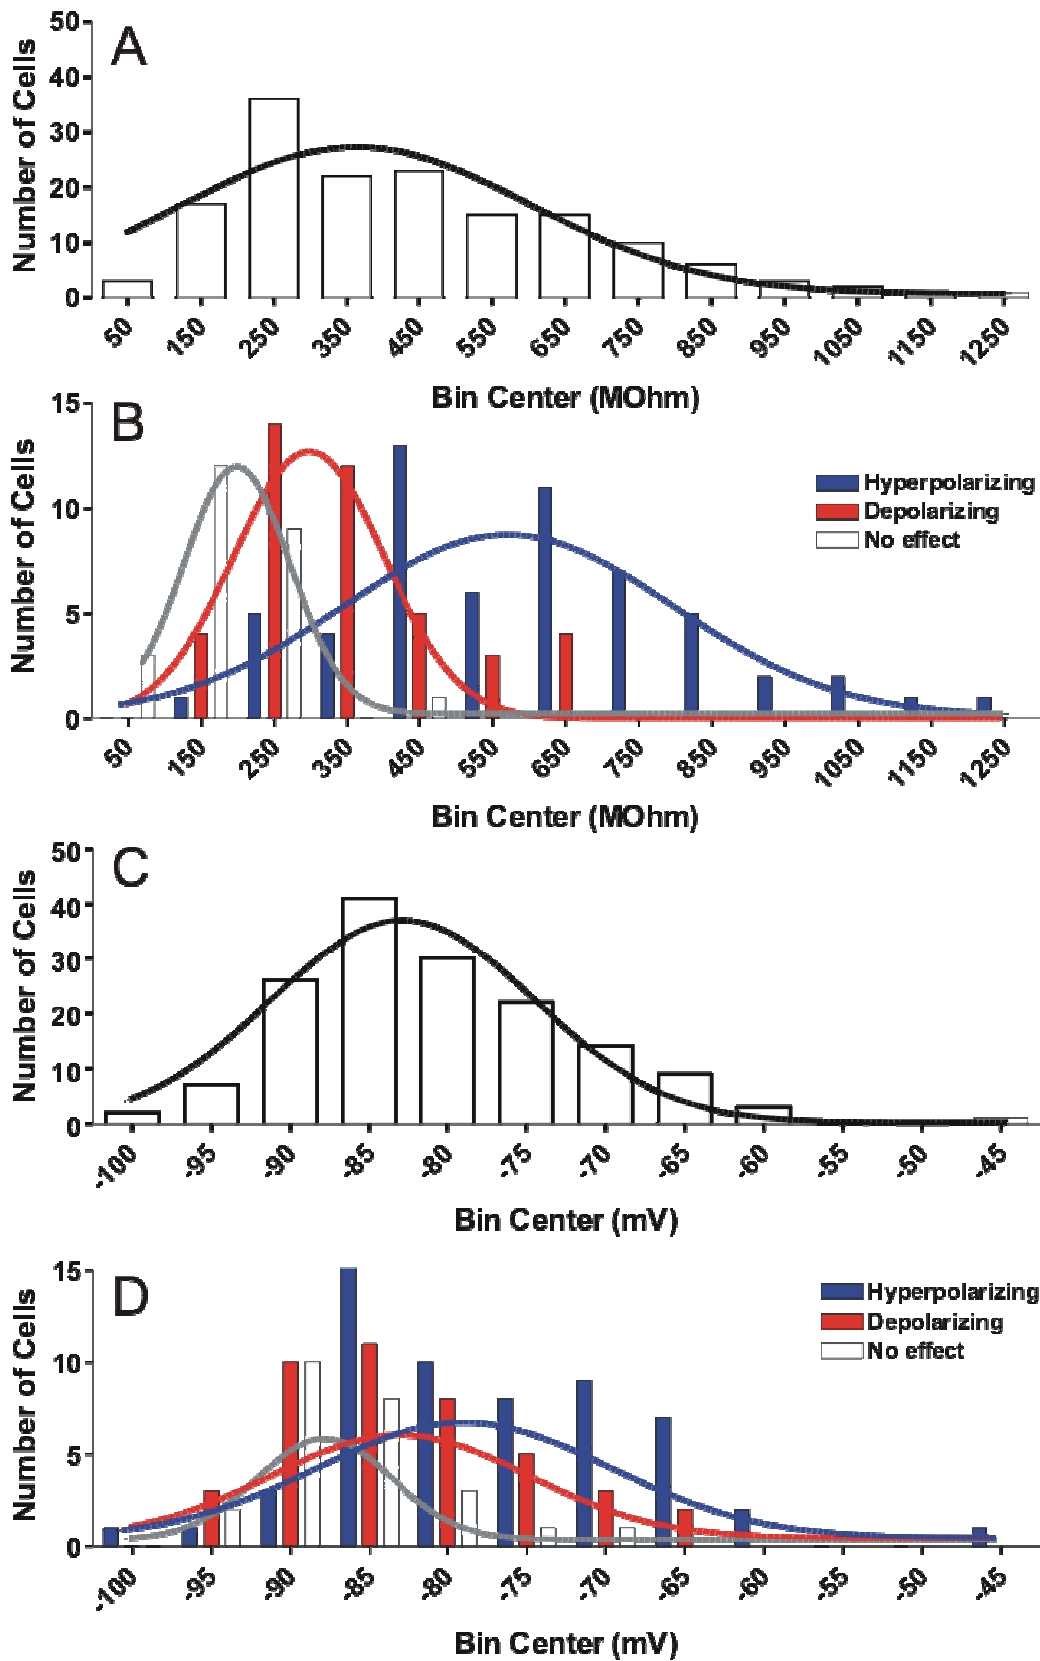 A
Number of Cells
50
40
30
20
10
0
50 150 250 350 450 550 650 750 850 950 1050 1150 1250
Bin Center (MOhm)
B
Number of Cells
15
10
5
0
Hyperpolarizing
Depolarizing
No effect
50 150 250 350 450 550 650 750 850 950 1050 1150 1250
Bin Center (MOhm)
C
Number of Cells
50
40
30
20
10
0
-100 -95 -90 -85 -80 -75 -70 -65 -60 -55 -50 -45
Bin Center (mV)
D
Number of Cells
15
10
5
0
Hyperpolarizing
Depolarizing
No effect
-100 -95 -90 -85 -80 -75 -70 -65 -60 -55 -50 -45
Bin Center (mV)